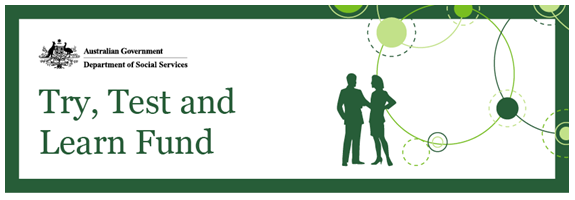 Australian Government
Department of Social Services
Try, Test and
Learn Fund